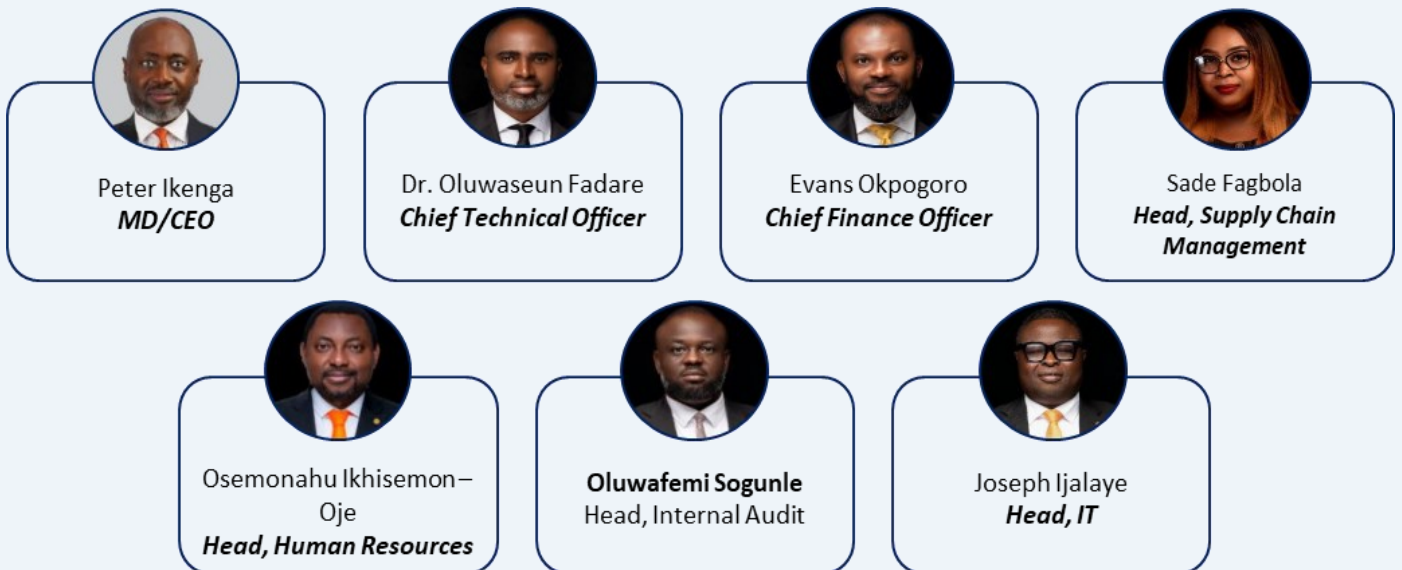 Peter Ikenga
MD/CEO
Dr. Oluwaseun Fadare
Chief Technical Officer
Evans Okpogoro
Chief Finance Officer
Sade Fagbola
Head, Supply Chain
Management
Osemonahu Ikhisemon–
Oje
Head, Human Resources
Oluwafemi Sogunle
Head, Internal Audit
Joseph Ijalaye
Head, IT